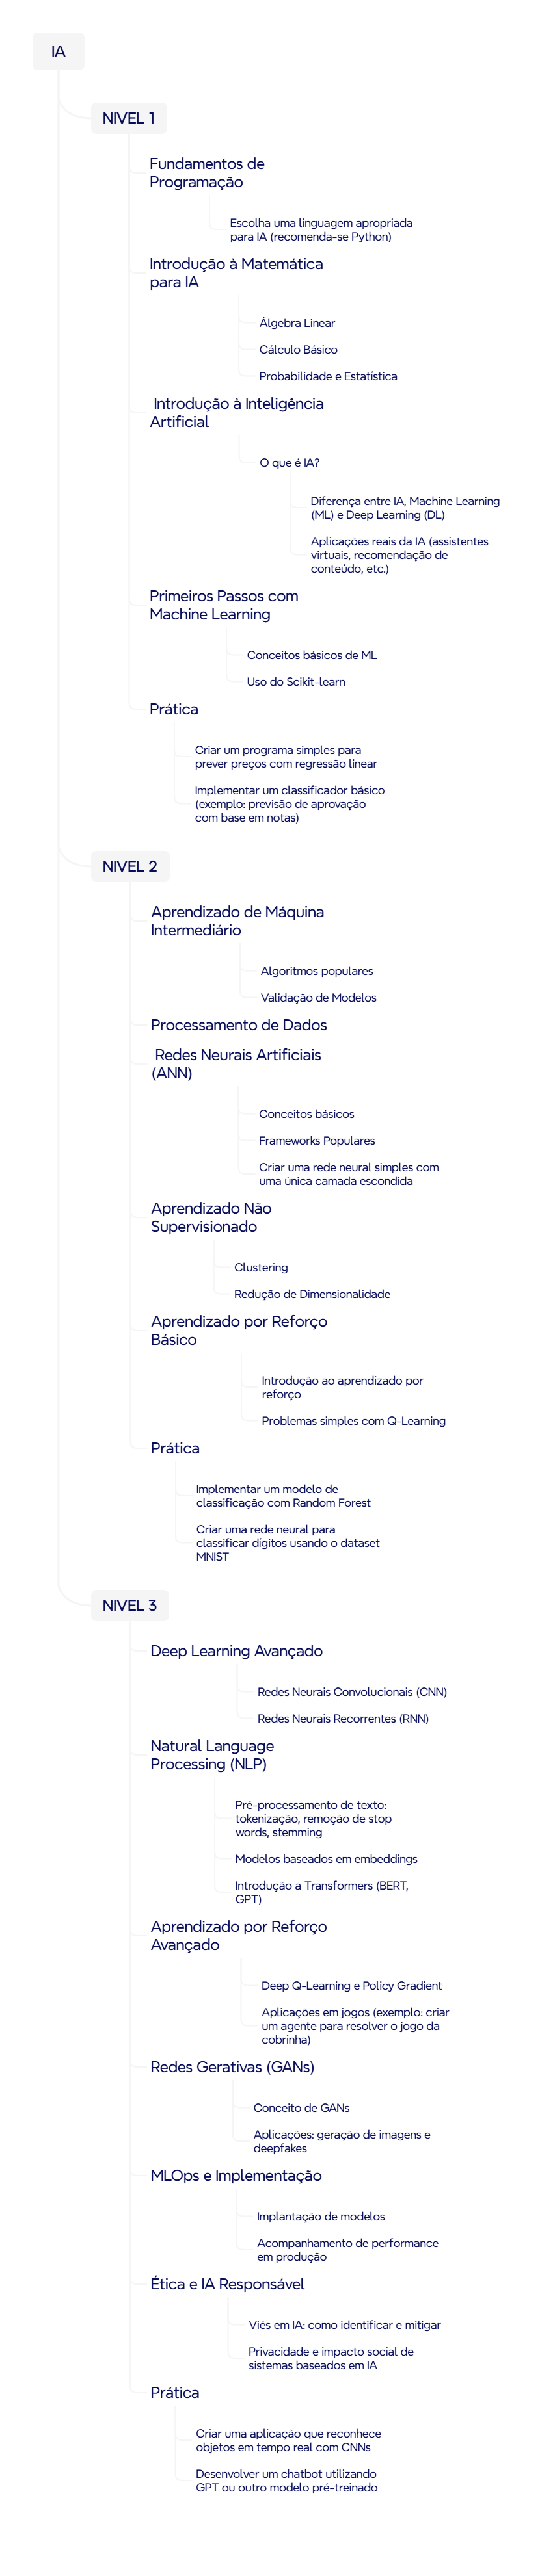 IA
NIVEL 1
Fundamentos de
Programação
Escolha uma linguagem apropriada
para IA (recomenda-se Python)
Introdução à Matemática
para IA
Álgebra Linear
Cálculo Básico
Probabilidade e Estatística
Introdução à Inteligência
Artificial
O que é IA?
Diferença entre IA, Machine Learning
(ML) e Deep Learning (DL)
Aplicações reais da IA (assistentes
virtuais, recomendação de
conteúdo, etc.)
Primeiros Passos com
Machine Learning
Conceitos básicos de ML
Uso do Scikit-learn
Prática
Criar um programa simples para
prever preços com regressão linear
Implementar um classificador básico
(exemplo: previsão de aprovação
com base em notas)
NIVEL 2
Aprendizado de Máquina
Intermediário
Algoritmos populares
Validação de Modelos
Processamento de Dados
Redes Neurais Artificiais
(ANN)
Conceitos básicos
Frameworks Populares
Criar uma rede neural simples com
uma única camada escondida
Aprendizado Não
Supervisionado
Clustering
Redução de Dimensionalidade
Aprendizado por Reforço
Básico
Introdução ao aprendizado por
reforço
Problemas simples com Q-Learning
Prática
Implementar um modelo de
classificação com Random Forest
Criar uma rede neural para
classificar dígitos usando o dataset
MNIST
NIVEL 3
Deep Learning Avançado
Redes Neurais Convolucionais (CNN)
Redes Neurais Recorrentes (RNN)
Natural Language
Processing (NLP)
Pré-processamento de texto:
tokenização, remoção de stop
words, stemming
Modelos baseados em embeddings
Introdução a Transformers (BERT,
GPT)
Aprendizado por Reforço
Avançado
Deep Q-Learning e Policy Gradient
Aplicações em jogos (exemplo: criar
um agente para resolver o jogo da
cobrinha)
Redes Gerativas (GANs)
Conceito de GANs
Aplicações: geração de imagens e
deepfakes
MLOps e Implementação
Implantação de modelos
Acompanhamento de performance
em produção
Ética e IA Responsável
Viés em IA: como identificar e mitigar
Privacidade e impacto social de
sistemas baseados em IA
Prática
Criar uma aplicação que reconhece
objetos em tempo real com CNNs
Desenvolver um chatbot utilizando
GPT ou outro modelo pré-treinado